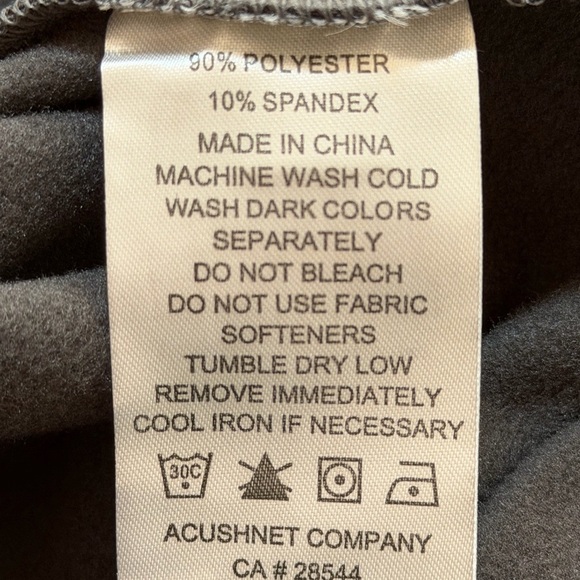 90% POLYESTER
10% SPANDEX
MADE IN CHINA
MACHINE WASH COLD
WASH DARK COLORS
SEPARATELY
DO NOT BLEACH
DO NOT USE FABRIC
SOFTENERS
TUMBLE DRY LOW
REMOVE IMMEDIATELY
COOL IRON IF NECESSARY
30C
ACUSHNET COMPANY
CA # 28544